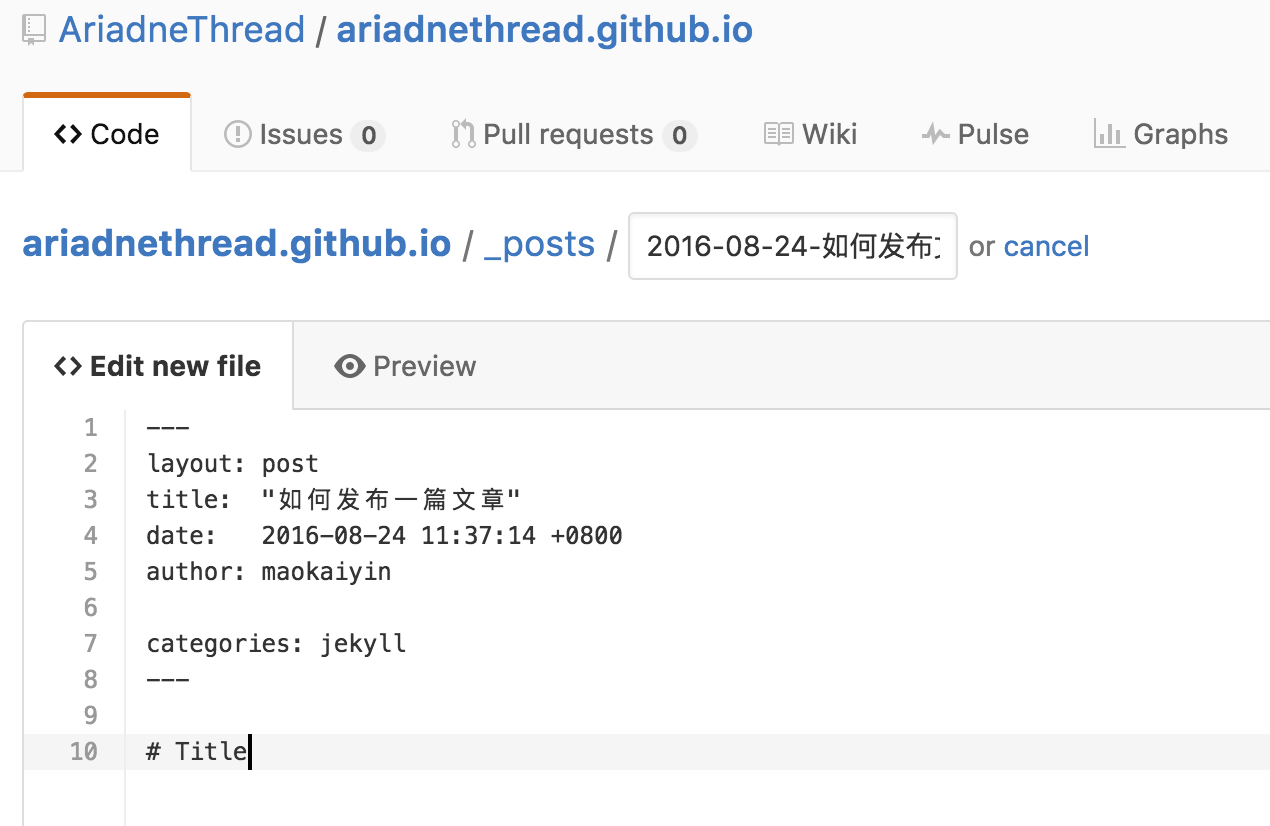 AriadneThread / ariadnethread.github.io
Code Issues 0 Pull requests 0 Wiki Pulse Graphs
ariadnethread.github.io / _posts / 2016-08-24-如何发布 or cancel
Edit new file Preview
1 ---
2 layout: post
3 title:  "如何发布一篇文章"
4 date:   2016-08-24 11:37:14 +0800
5 author: maokaiyin
6
7 categories: jekyll
8 ---
9
10 # Title